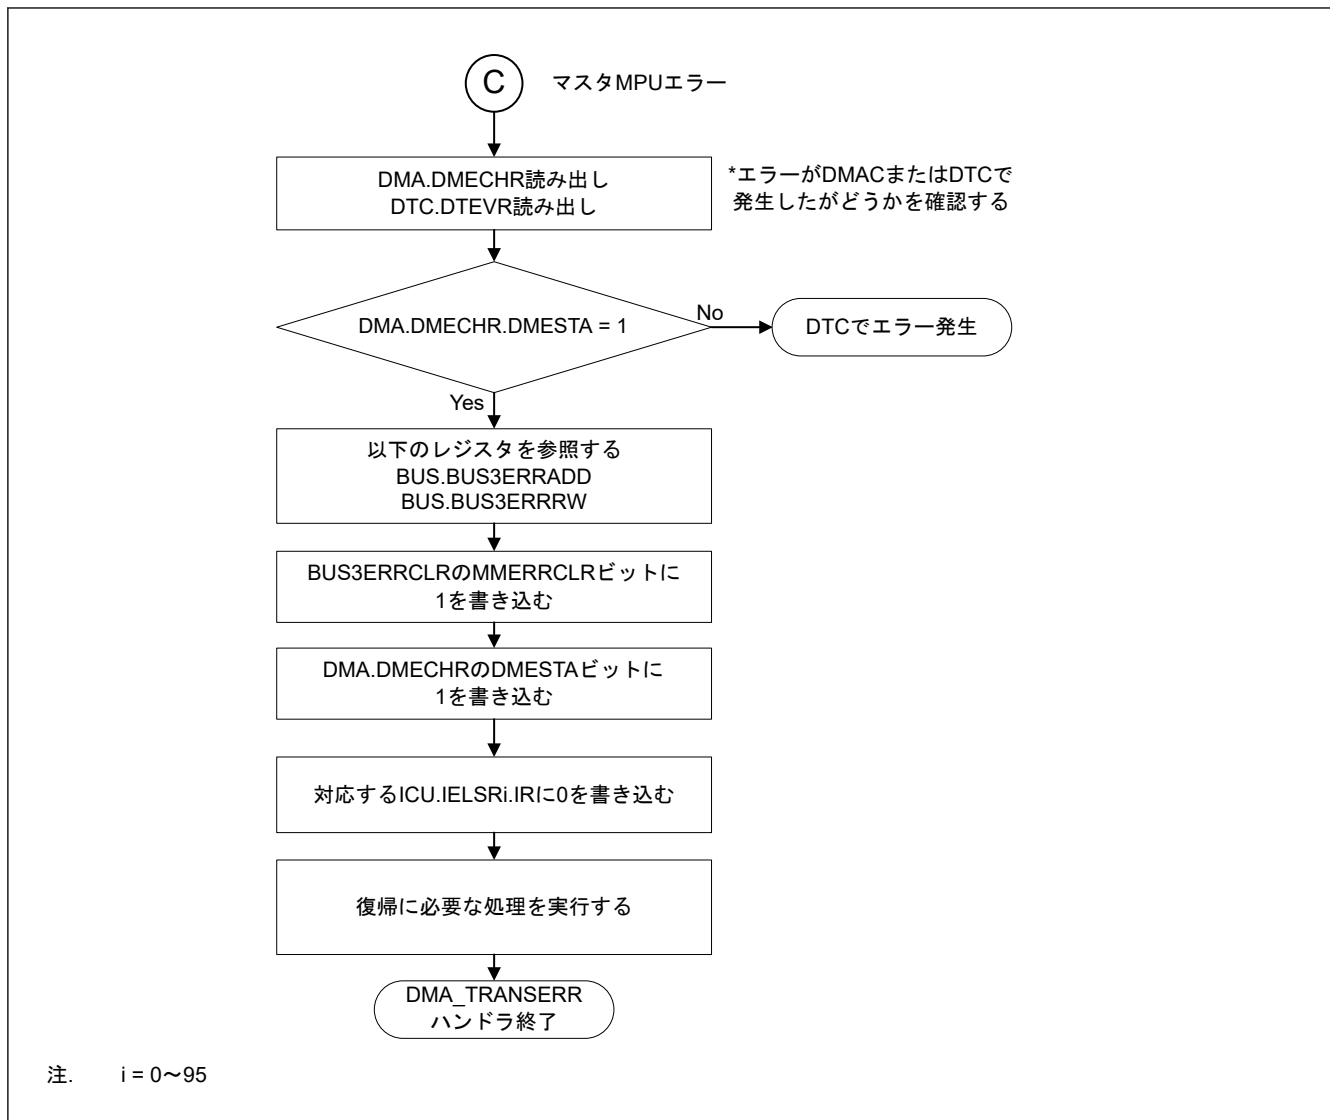 C
マスタMPUエラー
DMA.DMECHR読み出し
DTC.DTEVR読み出し
*エラーがDMACまたはDTCで
発生したがどうかを確認する
DMA.DMECHR.DMESTA = 1
No
DTCでエラー発生
Yes
以下のレジスタを参照する
BUS.BUS3ERRADD
BUS.BUS3ERRRW
BUS3ERRCLRのMMERRCLRビットに
1を書き込む
DMA.DMECHRのDMESTAビットに
1を書き込む
対応するICU.IELSRi.IRに0を書き込む
復帰に必要な処理を実行する
DMA_TRANSERR
ハンドラ終了
注. i = 0～95